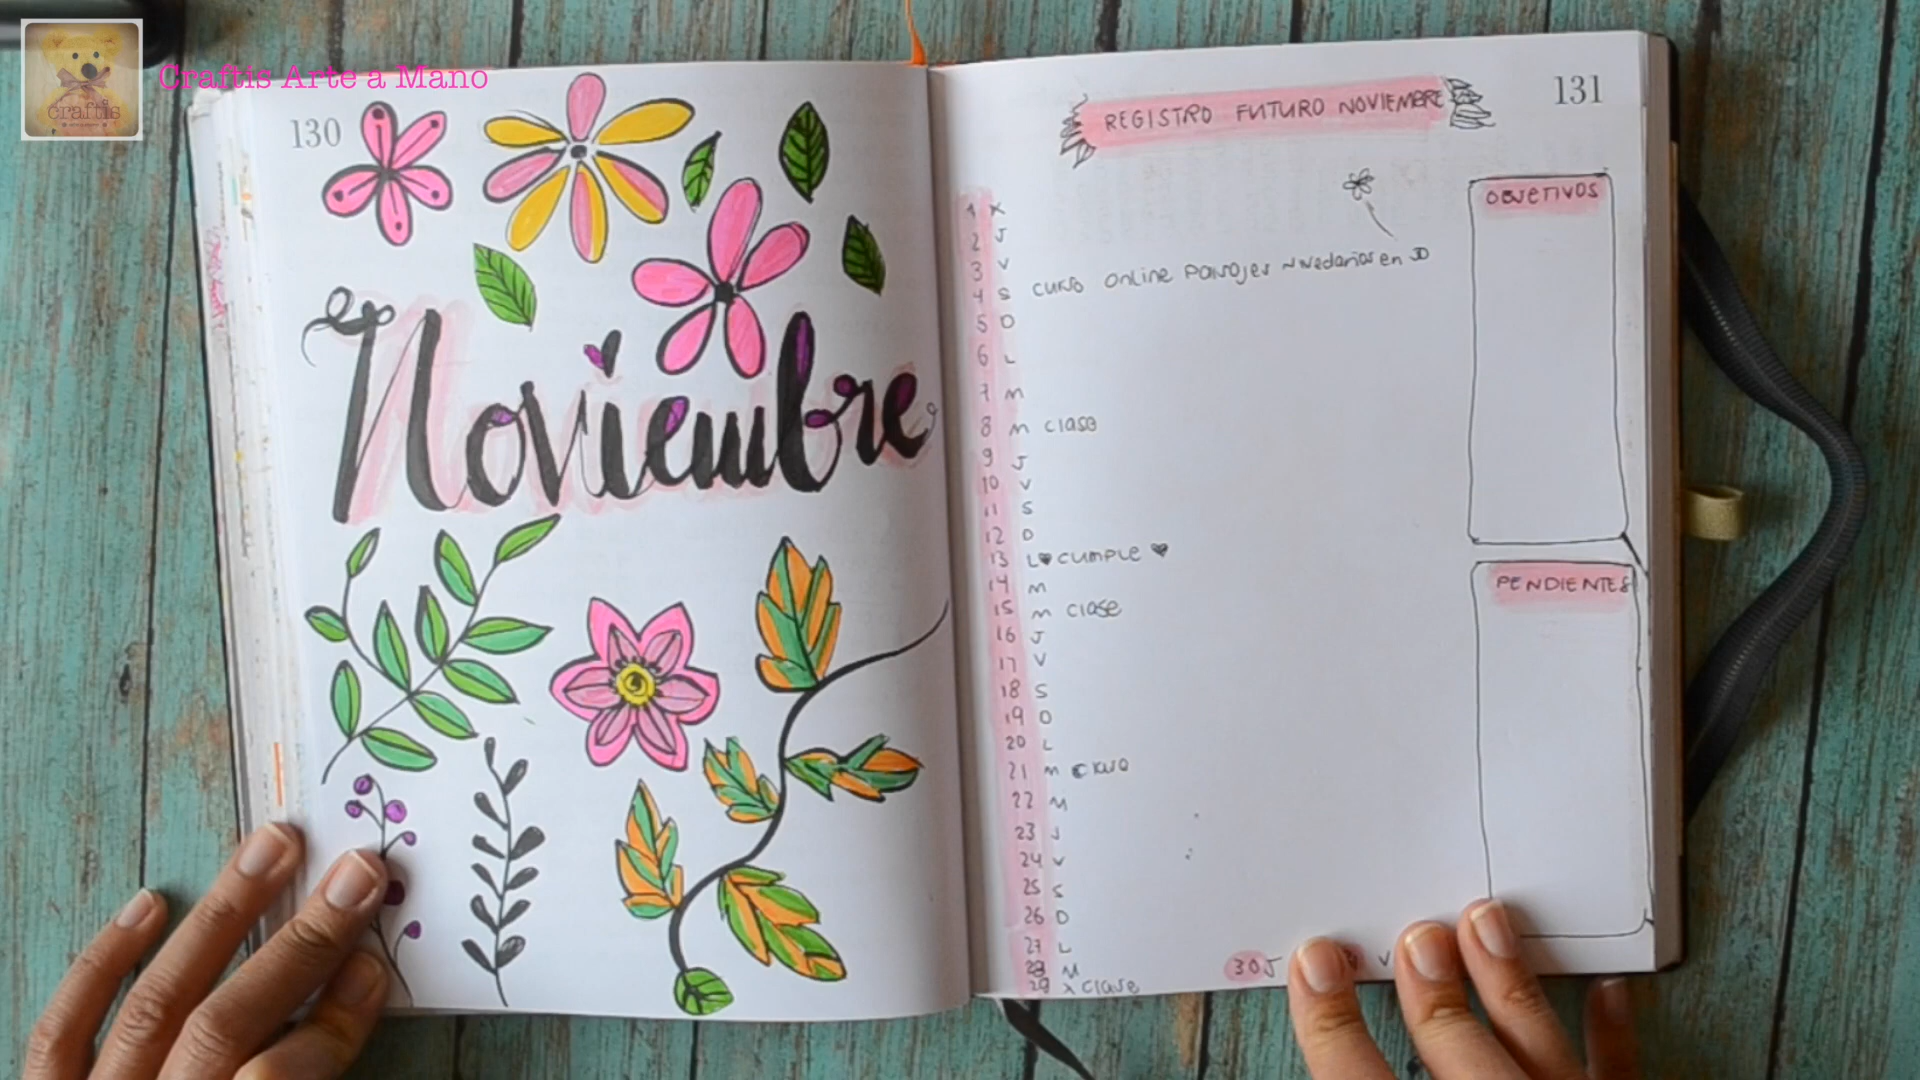 craftis
Craftis Arte a Mano
130
Noviembre
131
REGISTRO FUTURO NOVIEMBRE
OBJETIVOS
1 X
2 J
3 V
4 S curso online paisajes en 3D
5 D
6 L
7 M
8 M clase
9 J
10 V
11 S
12 D
13 L CUMPLE
14 M
15 M clase
16 J
17 V
18 S
19 D
20 L
21 M
22 M
23 J
24 V
25 S
26 D
27 L
28 M
29 X clase
30 J
V
PENDIENTES